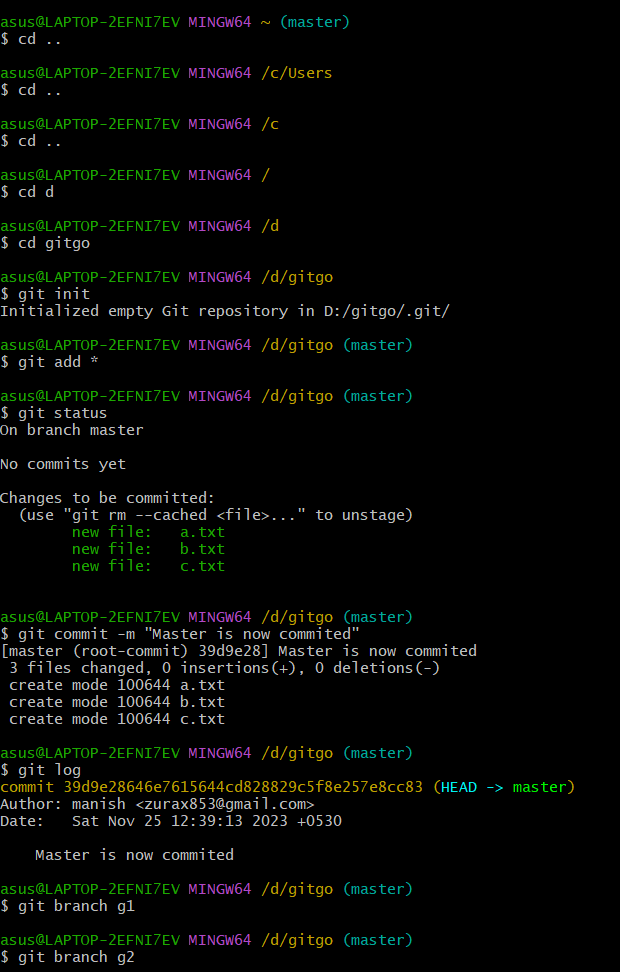 asus@LAPTOP-2EFNI7EV MINGW64 ~ (master)
$ cd ..
asus@LAPTOP-2EFNI7EV MINGW64 /c/Users
$ cd ..
asus@LAPTOP-2EFNI7EV MINGW64 /c
$ cd ..
asus@LAPTOP-2EFNI7EV MINGW64 /
$ cd d
asus@LAPTOP-2EFNI7EV MINGW64 /d
$ cd gitgo
asus@LAPTOP-2EFNI7EV MINGW64 /d/gitgo
$ git init
Initialized empty Git repository in D:/gitgo/.git/
asus@LAPTOP-2EFNI7EV MINGW64 /d/gitgo (master)
$ git add *
asus@LAPTOP-2EFNI7EV MINGW64 /d/gitgo (master)
$ git status
On branch master
No commits yet
Changes to be committed:
  (use "git rm --cached <file>..." to unstage)
        new file:   a.txt
        new file:   b.txt
        new file:   c.txt
asus@LAPTOP-2EFNI7EV MINGW64 /d/gitgo (master)
$ git commit -m "Master is now commited"
[master (root-commit) 39d9e28] Master is now commited
 3 files changed, 0 insertions(+), 0 deletions(-)
 create mode 100644 a.txt
 create mode 100644 b.txt
 create mode 100644 c.txt
asus@LAPTOP-2EFNI7EV MINGW64 /d/gitgo (master)
$ git log
commit 39d9e28646e7615644cd828829c5f8e257e8cc83 (HEAD -> master)
Author: manish <zurax853@gmail.com>
Date:   Sat Nov 25 12:39:13 2023 +0530
    Master is now commited
asus@LAPTOP-2EFNI7EV MINGW64 /d/gitgo (master)
$ git branch g1
asus@LAPTOP-2EFNI7EV MINGW64 /d/gitgo (master)
$ git branch g2